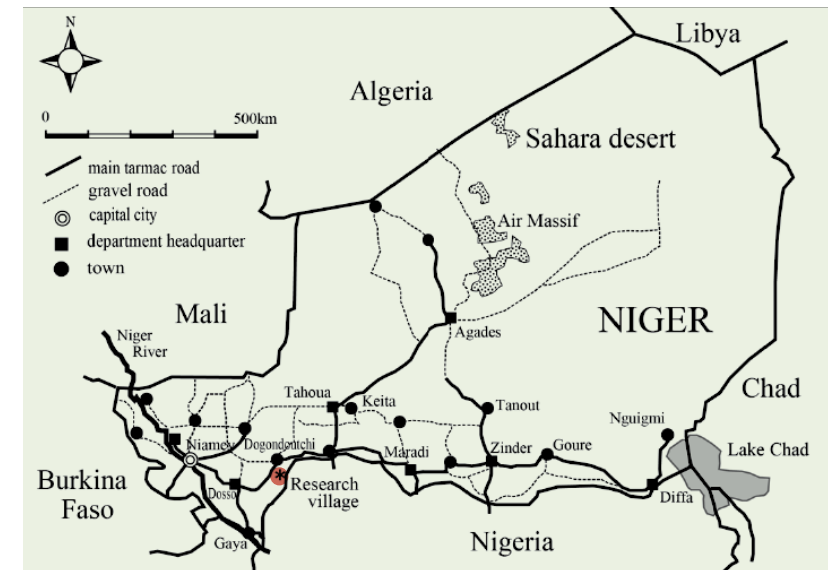 N
Libya
Algeria
0 500km
Sahara desert
main tarmac road
gravel road
capital city
department headquarter
town
Air Massif
Mali
NIGER
Niger
River
Agades
Chad
Tahoua
Keita
Tanout
Nguigmi
Niamey
Dogondoutchi
Maradi
Zinder
Goure
Lake Chad
Burkina
Faso
Dosso
*
Research
village
Diffa
Gaya
Nigeria